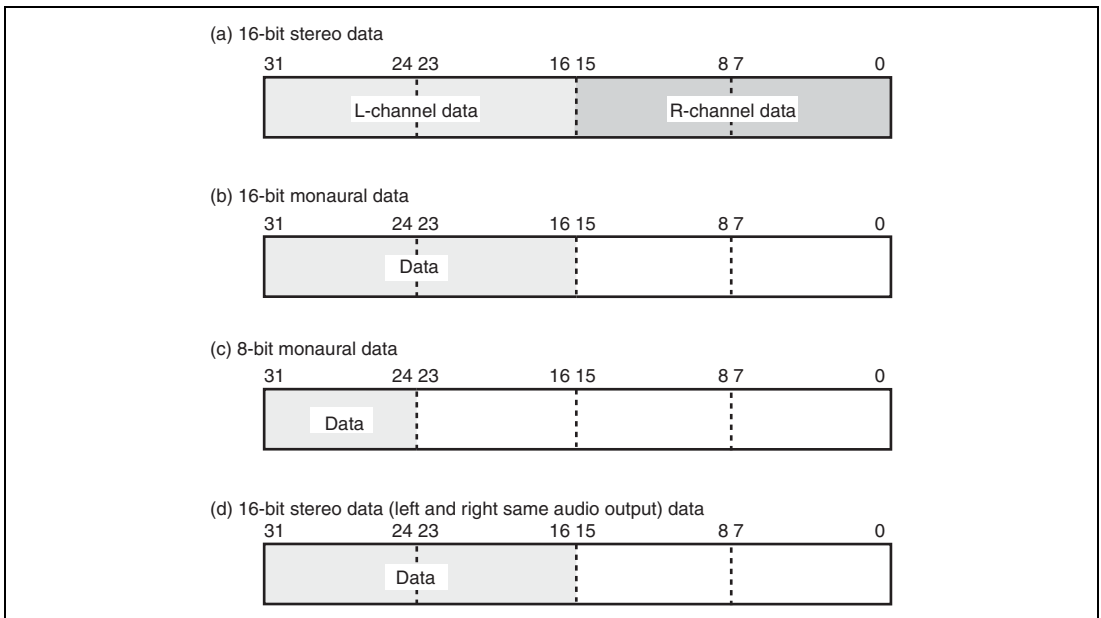 (a) 16-bit stereo data
31 24 23 16 15 8 7 0
L-channel data R-channel data
(b) 16-bit monaural data
31 24 23 16 15 8 7 0
Data
(c) 8-bit monaural data
31 24 23 16 15 8 7 0
Data
(d) 16-bit stereo data (left and right same audio output) data
31 24 23 16 15 8 7 0
Data